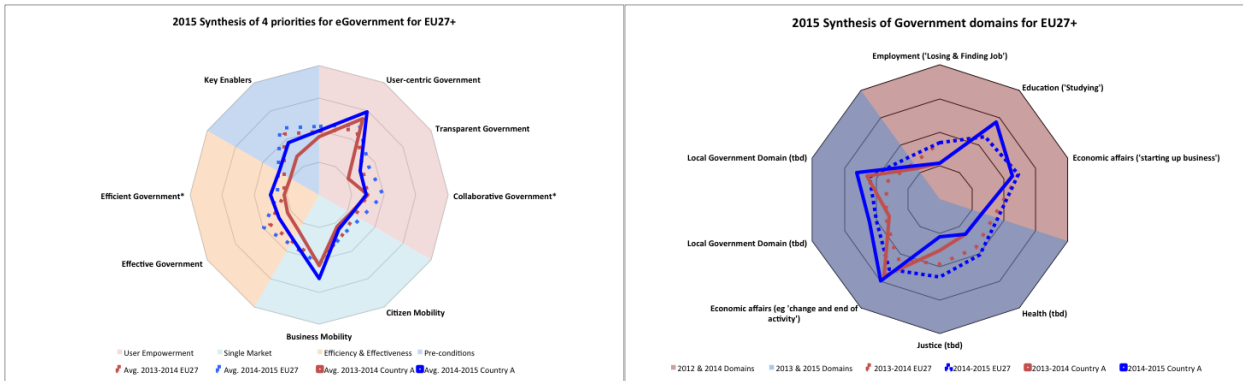 2015 Synthesis of 4 priorities for eGovernment for EU27+
Key Enablers
User-centric Government
Transparent Government
Efficient Government*
Collaborative Government*
Effective Government
Citizen Mobility
Business Mobility
User Empowerment
Single Market
Efficiency & Effectiveness
Pre-conditions
Avg. 2013-2014 EU27
Avg. 2014-2015 EU27
Avg. 2013-2014 Country A
Avg. 2014-2015 Country A
2015 Synthesis of Government domains for EU27+
Employment ('Losing & Finding Job')
Education ('Studying')
Local Government Domain (tbd)
Economic affairs ('starting up business')
Local Government Domain (tbd)
Economic affairs (eg 'change and end of
activity')
Health (tbd)
Justice (tbd)
2012 & 2014 Domains
2013 & 2015 Domains
2013-2014 EU27
2014-2015 EU27
2013-2014 Country A
2014-2015 Country A